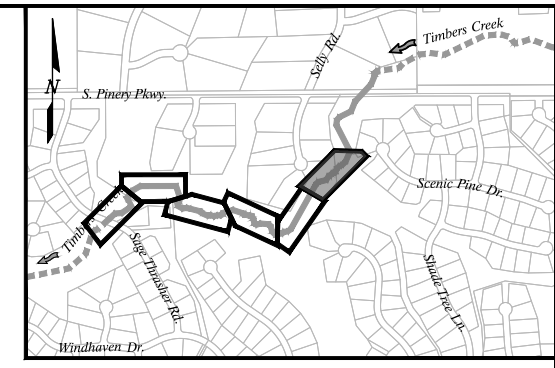 Timbers Creek
Selly Rd.
N
S. Pinery Pkwy.
Scenic Pine Dr.
Timbers Creek
Sage Thrasher Rd.
Shade Tree Ln.
Windhaven Dr.